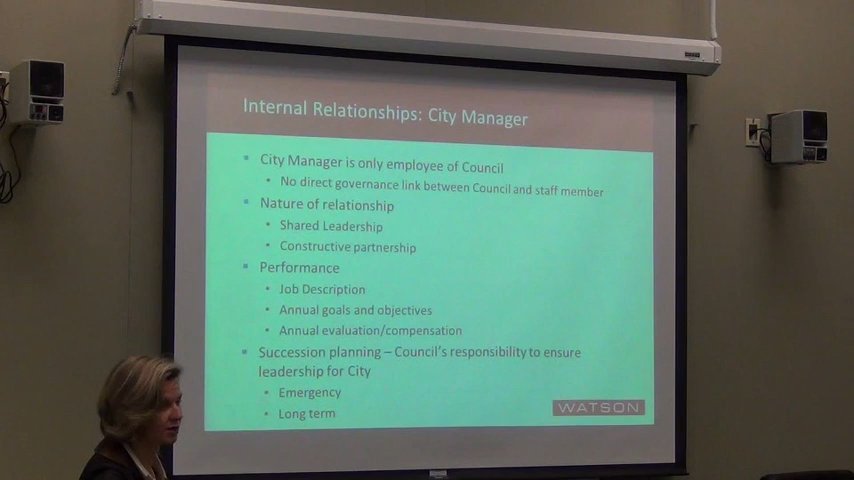 Internal Relationships: City Manager
City Manager is only employee of Council
No direct governance link between Council and staff member
Nature of relationship
Shared Leadership
Constructive partnership
Performance
Job Description
Annual goals and objectives
Annual evaluation/compensation
Succession planning – Council's responsibility to ensure
leadership for City
Emergency
Long term
WATSON